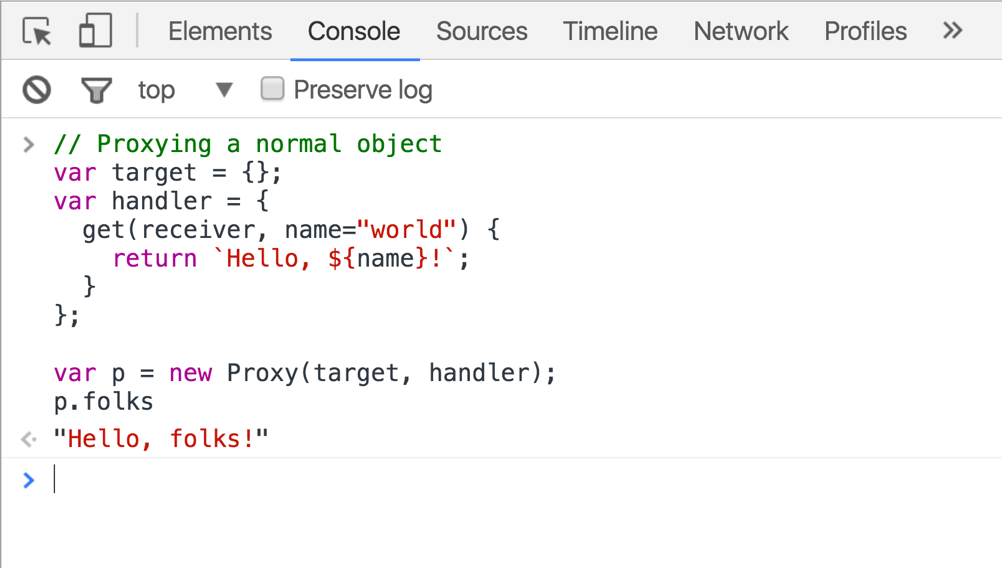 Elements Console Sources Timeline Network Profiles »
top ▼ Preserve log
> // Proxying a normal object
var target = {};
var handler = {
  get(receiver, name="world") {
    return `Hello, ${name}!`;
  }
};

var p = new Proxy(target, handler);
p.folks
"Hello, folks!"
>